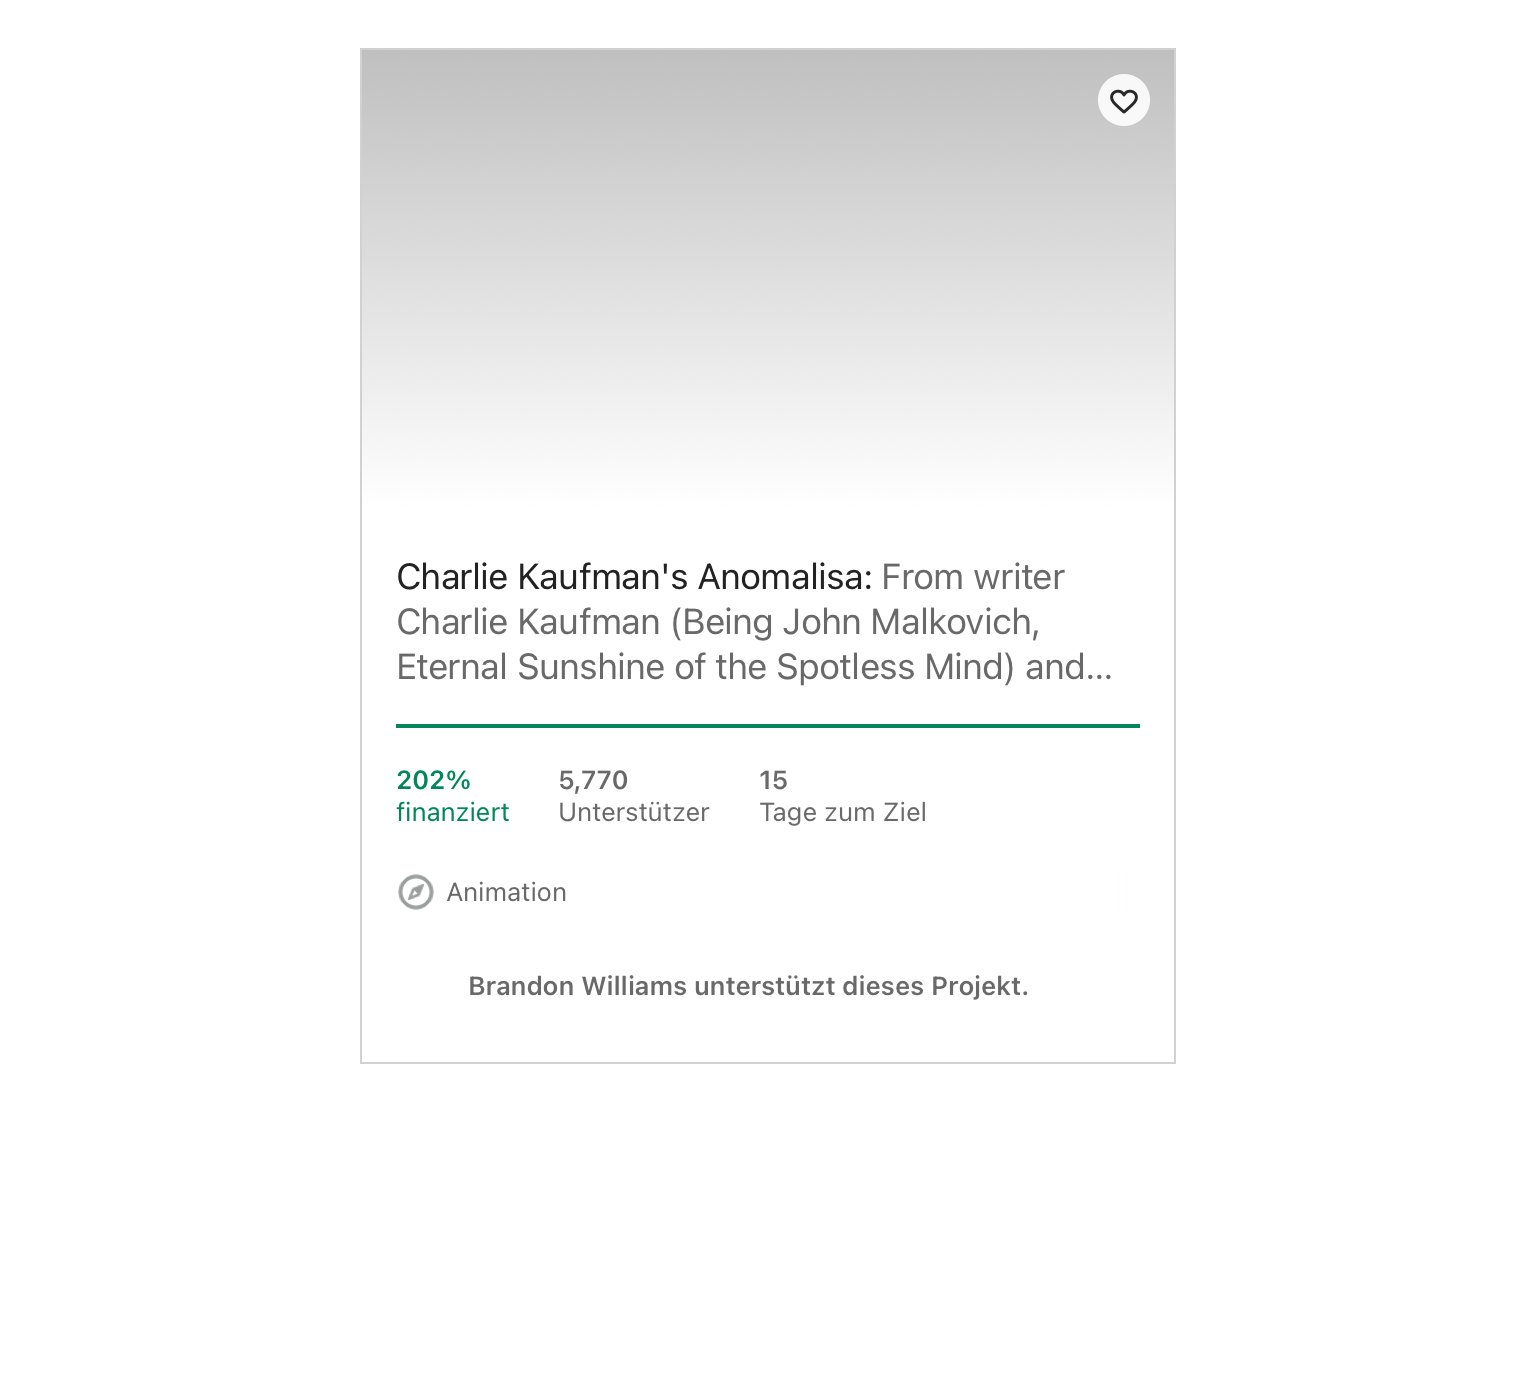 Charlie Kaufman's Anomalisa: From writer
Charlie Kaufman (Being John Malkovich,
Eternal Sunshine of the Spotless Mind) and...
202%
finanziert
5,770
Unterstützer
15
Tage zum Ziel
Animation
Brandon Williams unterstützt dieses Projekt.